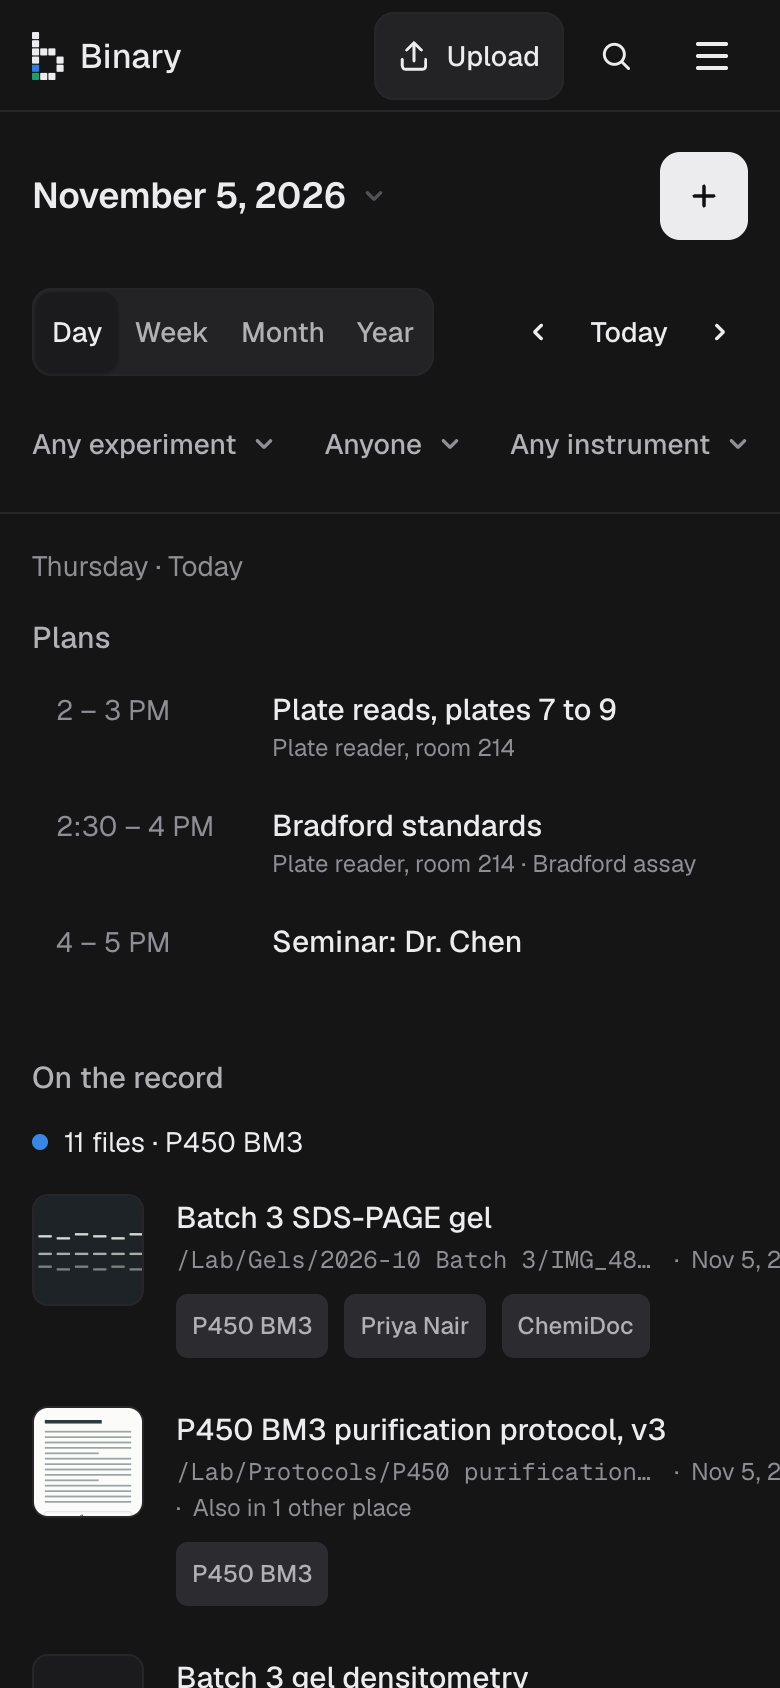 Binary
Upload
November 5, 2026
Day Week Month Year
Today
Any experiment Anyone Any instrument
Thursday · Today
Plans
2 – 3 PM Plate reads, plates 7 to 9
Plate reader, room 214
2:30 – 4 PM Bradford standards
Plate reader, room 214 · Bradford assay
4 – 5 PM Seminar: Dr. Chen
On the record
11 files · P450 BM3
Batch 3 SDS-PAGE gel
/Lab/Gels/2026-10 Batch 3/IMG_48… · Nov 5, 2
P450 BM3 Priya Nair ChemiDoc
P450 BM3 purification protocol, v3
/Lab/Protocols/P450 purification… · Nov 5, 2
· Also in 1 other place
P450 BM3
Batch 3 gel densitometry